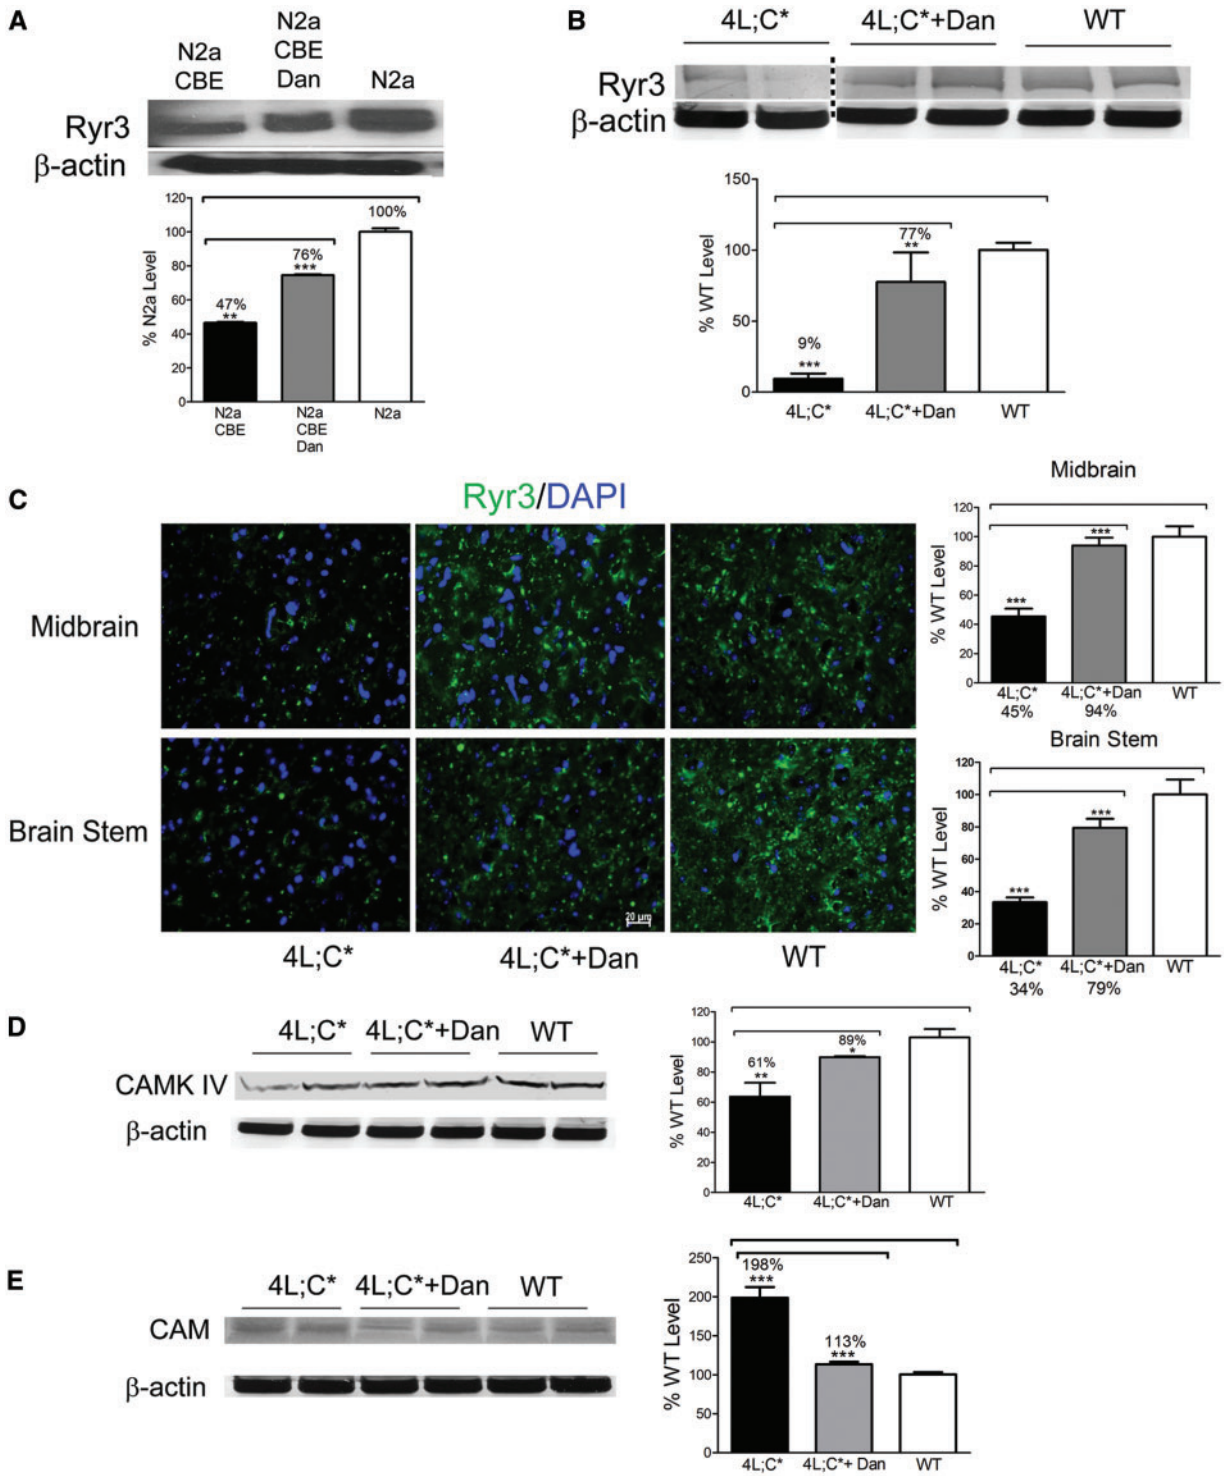 A
N2a CBE
N2a CBE Dan
N2a
Ryr3
β-actin
% N2a Level
120
100
80
60
40
20
0
47%
**
76%
***
100%
N2a CBE
N2a CBE Dan
N2a
B
4L;C* 4L;C*+Dan WT
Ryr3
β-actin
% WT Level
150
100
50
0
9%
***
77%
**
4L;C* 4L;C*+Dan WT
C
Ryr3/DAPI
Midbrain
Brain Stem
20 µm
4L;C* 4L;C*+Dan WT
Midbrain
% WT Level
120
100
80
60
40
20
0
***
***
4L;C* 4L;C*+Dan WT
45% 94%
Brain Stem
% WT Level
120
100
80
60
40
20
0
***
***
4L;C* 4L;C*+Dan WT
34% 79%
D
4L;C* 4L;C*+Dan WT
CAMK IV
β-actin
% WT Level
120
100
80
60
40
20
0
61%
**
89%
*
4L;C* 4L;C*+Dan WT
E
4L;C* 4L;C*+Dan WT
CAM
β-actin
% WT Level
250
200
150
100
50
0
198%
***
113%
***
4L;C* 4L;C*+ Dan WT